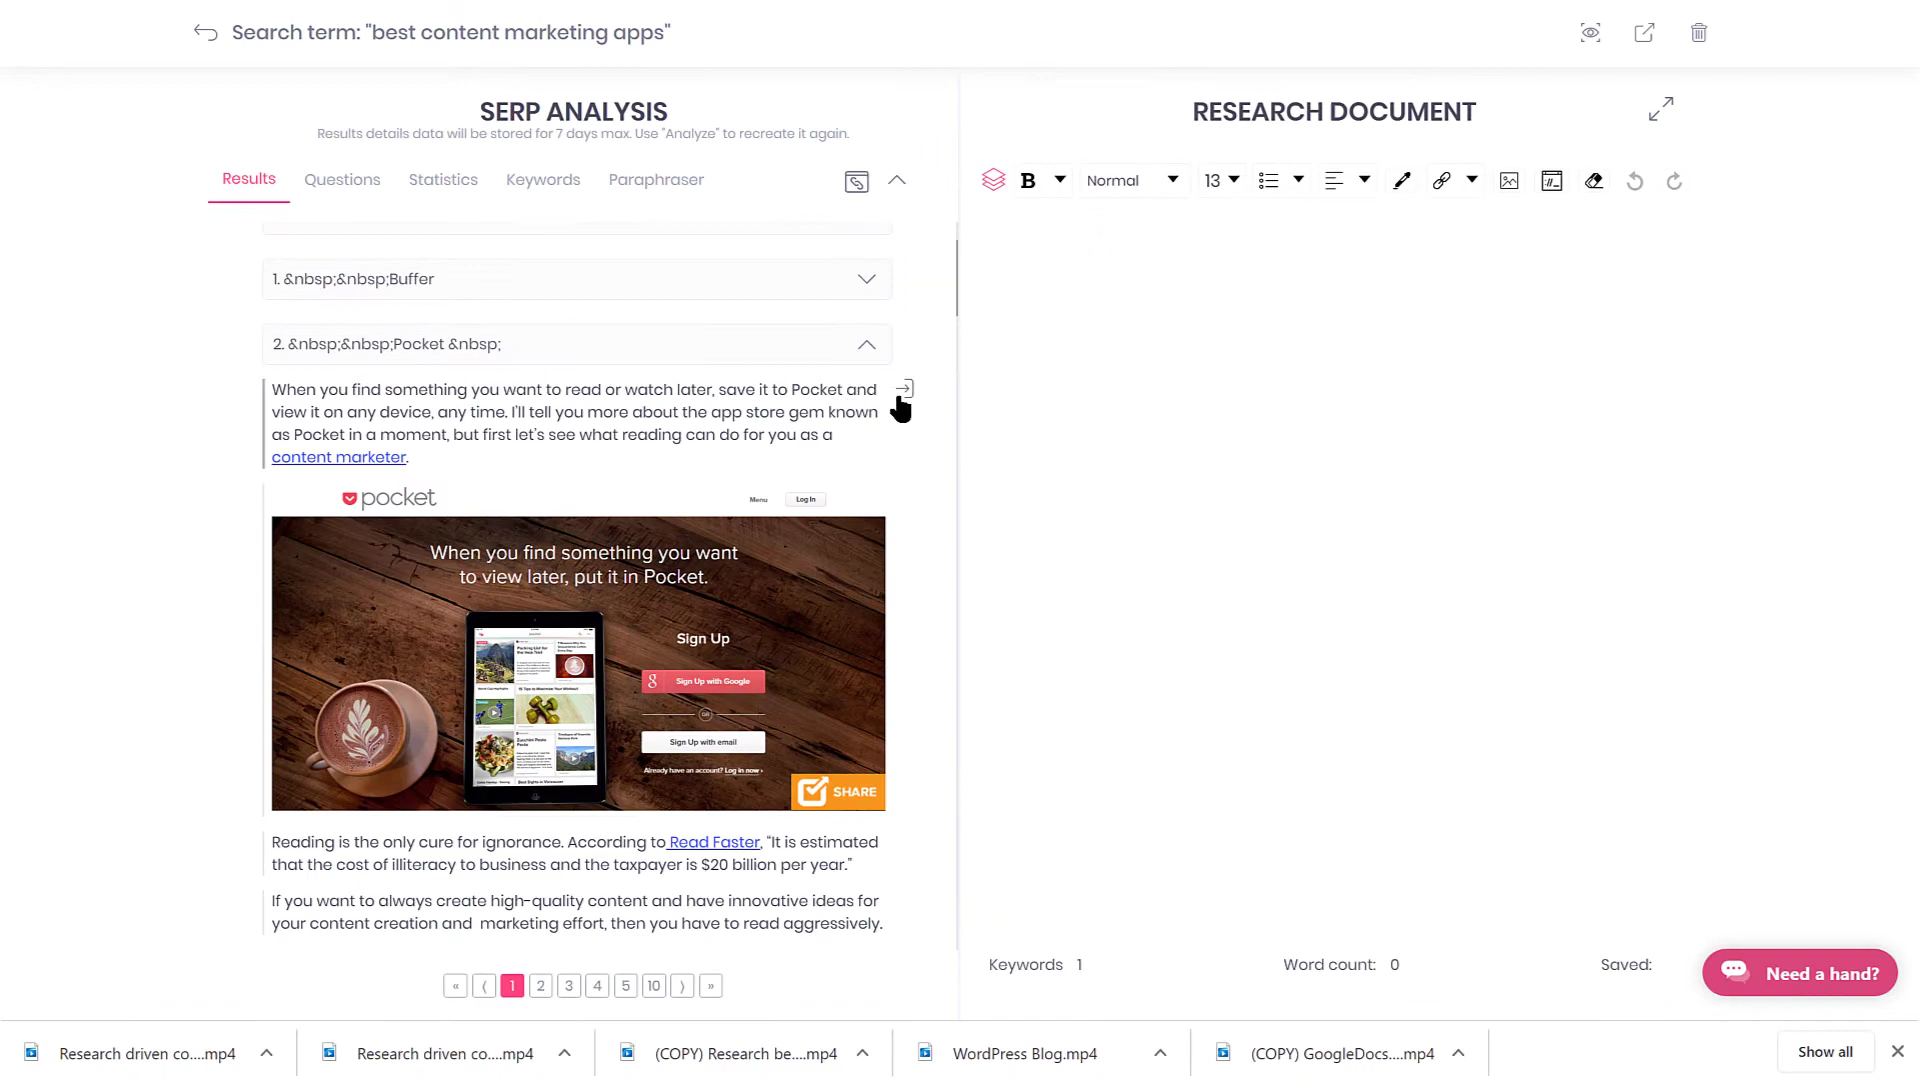 Search term: "best content marketing apps"
SERP ANALYSIS
Results details data will be stored for 7 days max. Use "Analyze" to recreate it again.
Results
Questions
Statistics
Keywords
Paraphraser
1. &nbsp;&nbsp;Buffer
2. &nbsp;&nbsp;Pocket &nbsp;
When you find something you want to read or watch later, save it to Pocket and
view it on any device, any time. I'll tell you more about the app store gem known
as Pocket in a moment, but first let's see what reading can do for you as a
content marketer.
pocket
Menu
Log In
When you find something you want
to view later, put it in Pocket.
Sign Up
Sign Up with Google
OR
Sign Up with email
Already have an account? Log in now ›
SHARE
Reading is the only cure for ignorance. According to Read Faster, “It is estimated
that the cost of illiteracy to business and the taxpayer is $20 billion per year.”
If you want to always create high-quality content and have innovative ideas for
your content creation and  marketing effort, then you have to read aggressively.
« ⟨ 1 2 3 4 5 10 ⟩ »
RESEARCH DOCUMENT
B
Normal
13
Keywords 1
Word count: 0
Saved:
Need a hand?
Research driven co....mp4
Research driven co....mp4
(COPY) Research be....mp4
WordPress Blog.mp4
(COPY) GoogleDocs....mp4
Show all